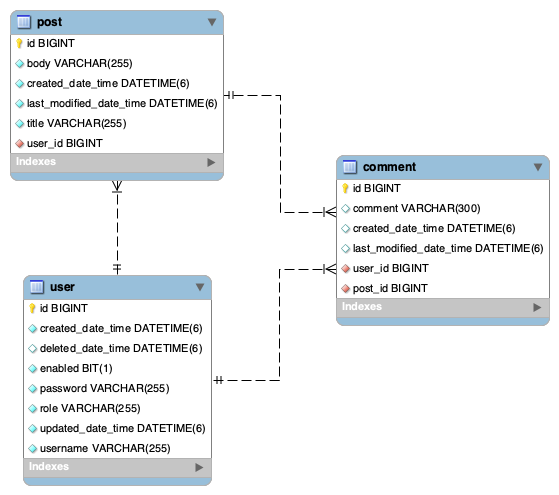 post
id BIGINT
body VARCHAR(255)
created_date_time DATETIME(6)
last_modified_date_time DATETIME(6)
title VARCHAR(255)
user_id BIGINT
Indexes
comment
id BIGINT
comment VARCHAR(300)
created_date_time DATETIME(6)
last_modified_date_time DATETIME(6)
user_id BIGINT
post_id BIGINT
Indexes
user
id BIGINT
created_date_time DATETIME(6)
deleted_date_time DATETIME(6)
enabled BIT(1)
password VARCHAR(255)
role VARCHAR(255)
updated_date_time DATETIME(6)
username VARCHAR(255)
Indexes